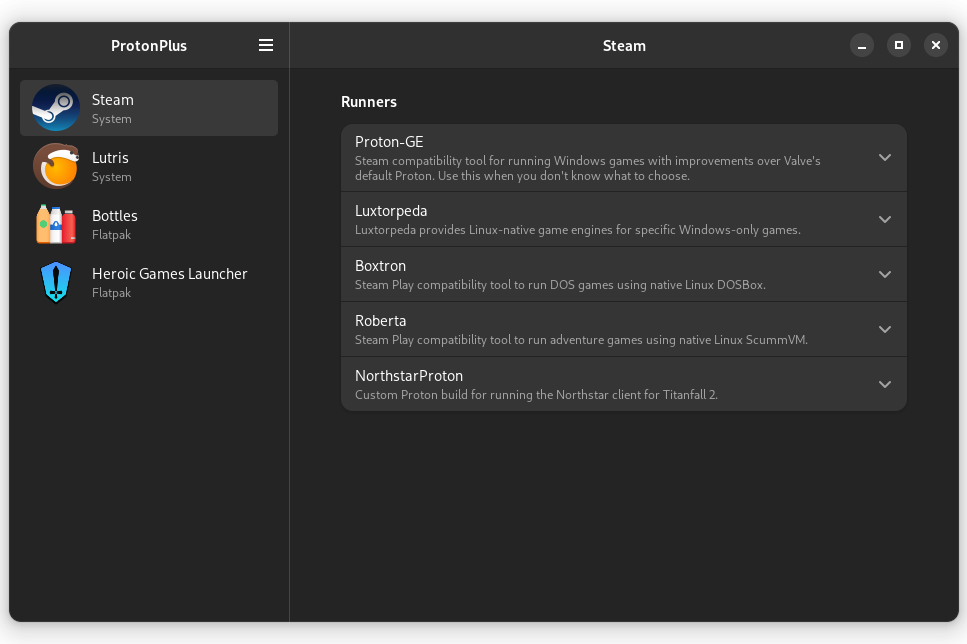 ProtonPlus
Steam
System
Lutris
System
Bottles
Flatpak
Heroic Games Launcher
Flatpak
Steam
Runners
Proton-GE
Steam compatibility tool for running Windows games with improvements over Valve's
default Proton. Use this when you don't know what to choose.
Luxtorpeda
Luxtorpeda provides Linux-native game engines for specific Windows-only games.
Boxtron
Steam Play compatibility tool to run DOS games using native Linux DOSBox.
Roberta
Steam Play compatibility tool to run adventure games using native Linux ScummVM.
NorthstarProton
Custom Proton build for running the Northstar client for Titanfall 2.